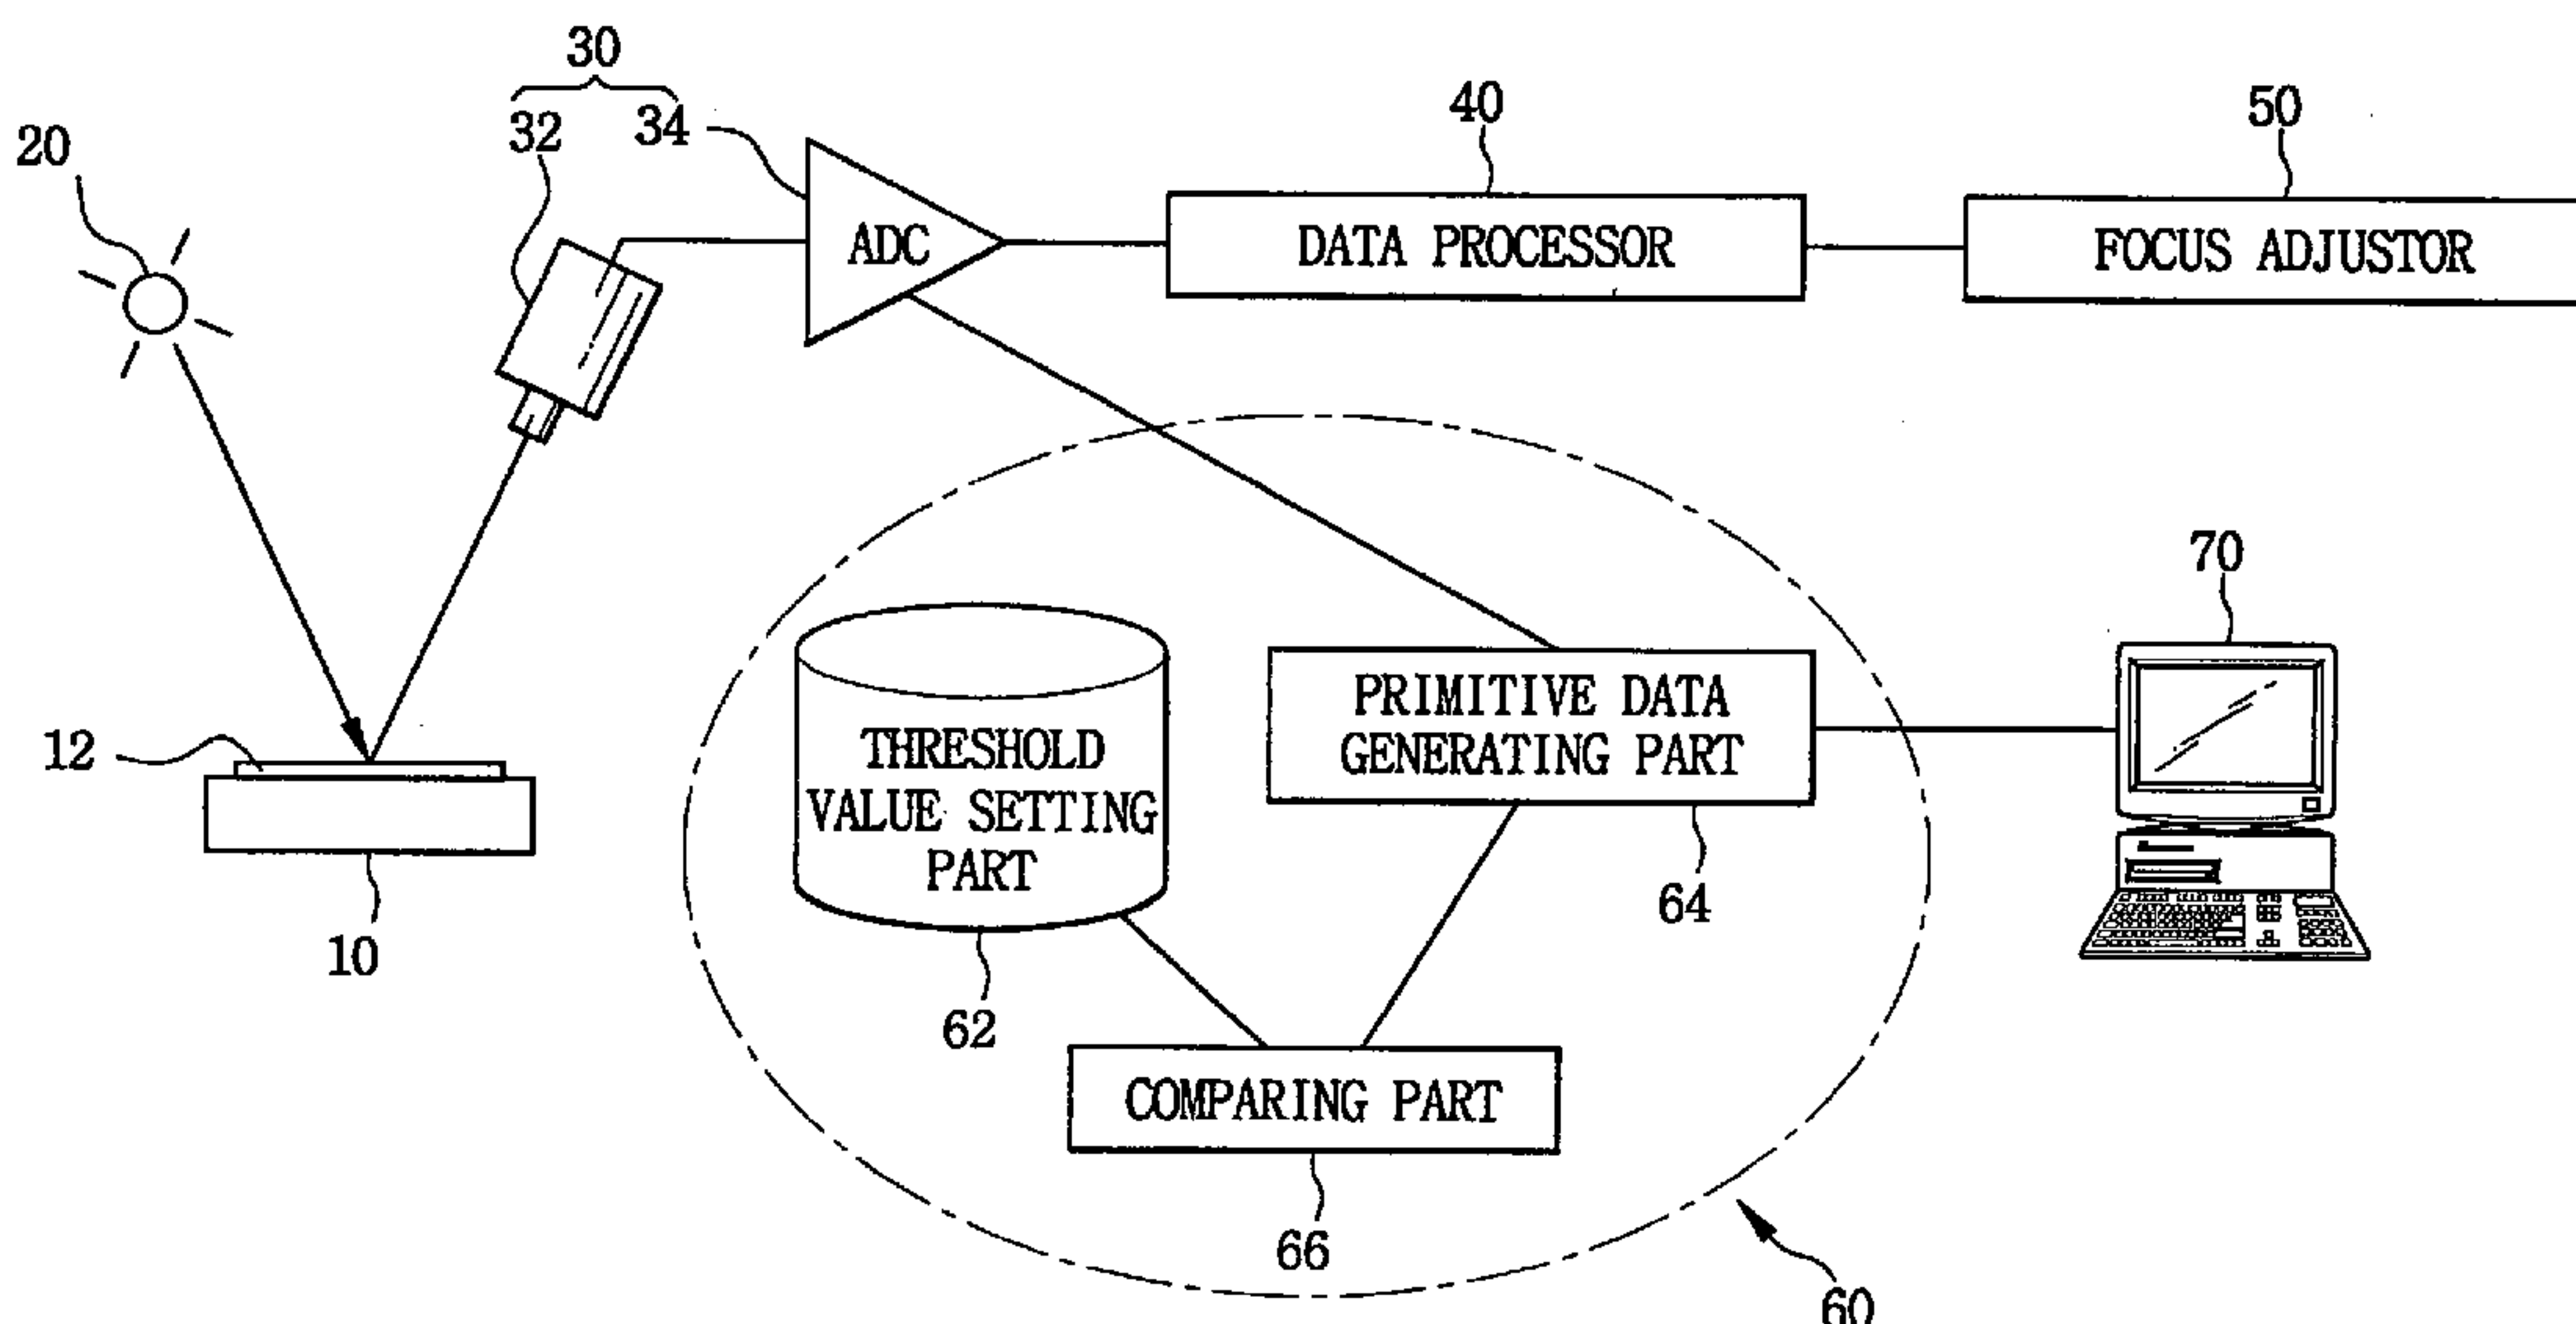 30
32
34
20
40
50
ADC
DATA PROCESSOR
FOCUS ADJUSTOR
70
12
10
THRESHOLD
VALUE SETTING
PART
62
PRIMITIVE DATA
GENERATING PART
64
COMPARING PART
66
60